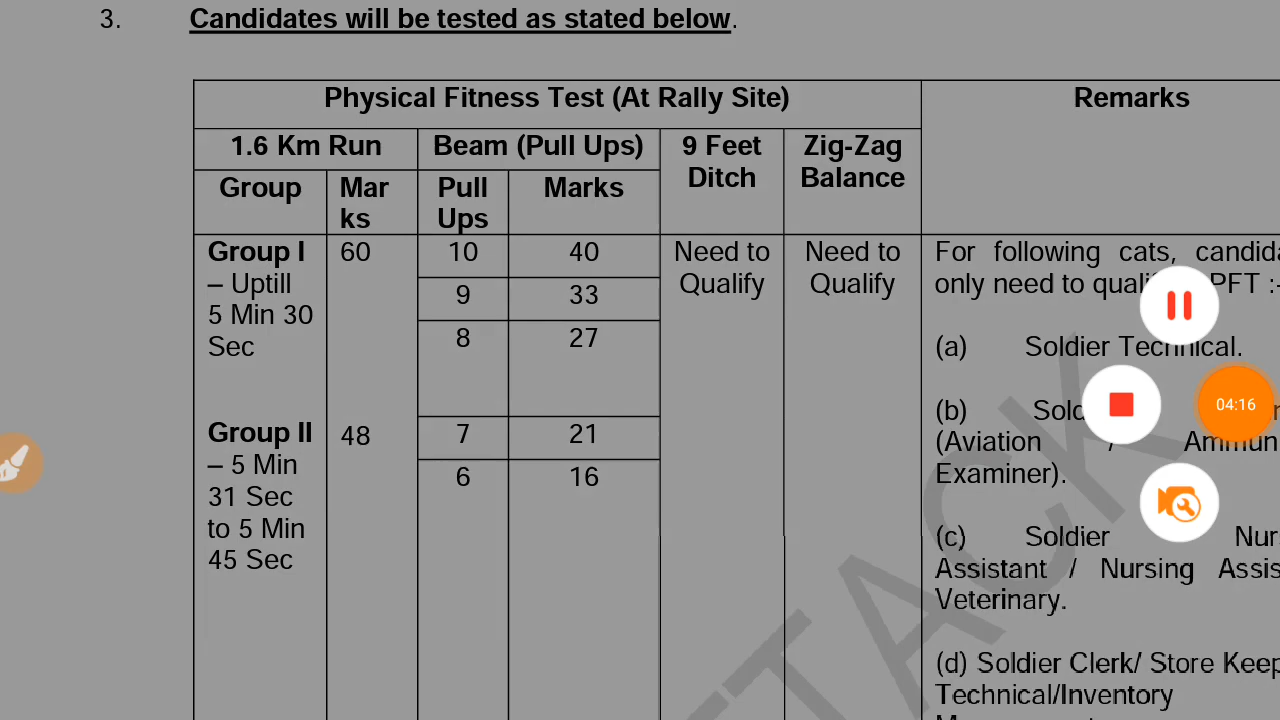 3. Candidates will be tested as stated below.
Physical Fitness Test (At Rally Site) Remarks
1.6 Km Run Beam (Pull Ups) 9 Feet Ditch Zig-Zag Balance
Group Mar ks Pull Ups Marks
Group I – Uptill 5 Min 30 Sec 60 10 40 Need to Qualify Need to Qualify
9 33
8 27
Group II – 5 Min 31 Sec to 5 Min 45 Sec 48 7 21
6 16
For following cats,
only need to PFT :-
(a) Soldier Technical.
(b)
(Aviation /
Examiner).
(c) Soldier
Assistant / Nursing
Veterinary.
(d) Soldier Clerk/ Store
Technical/Inventory
04:16